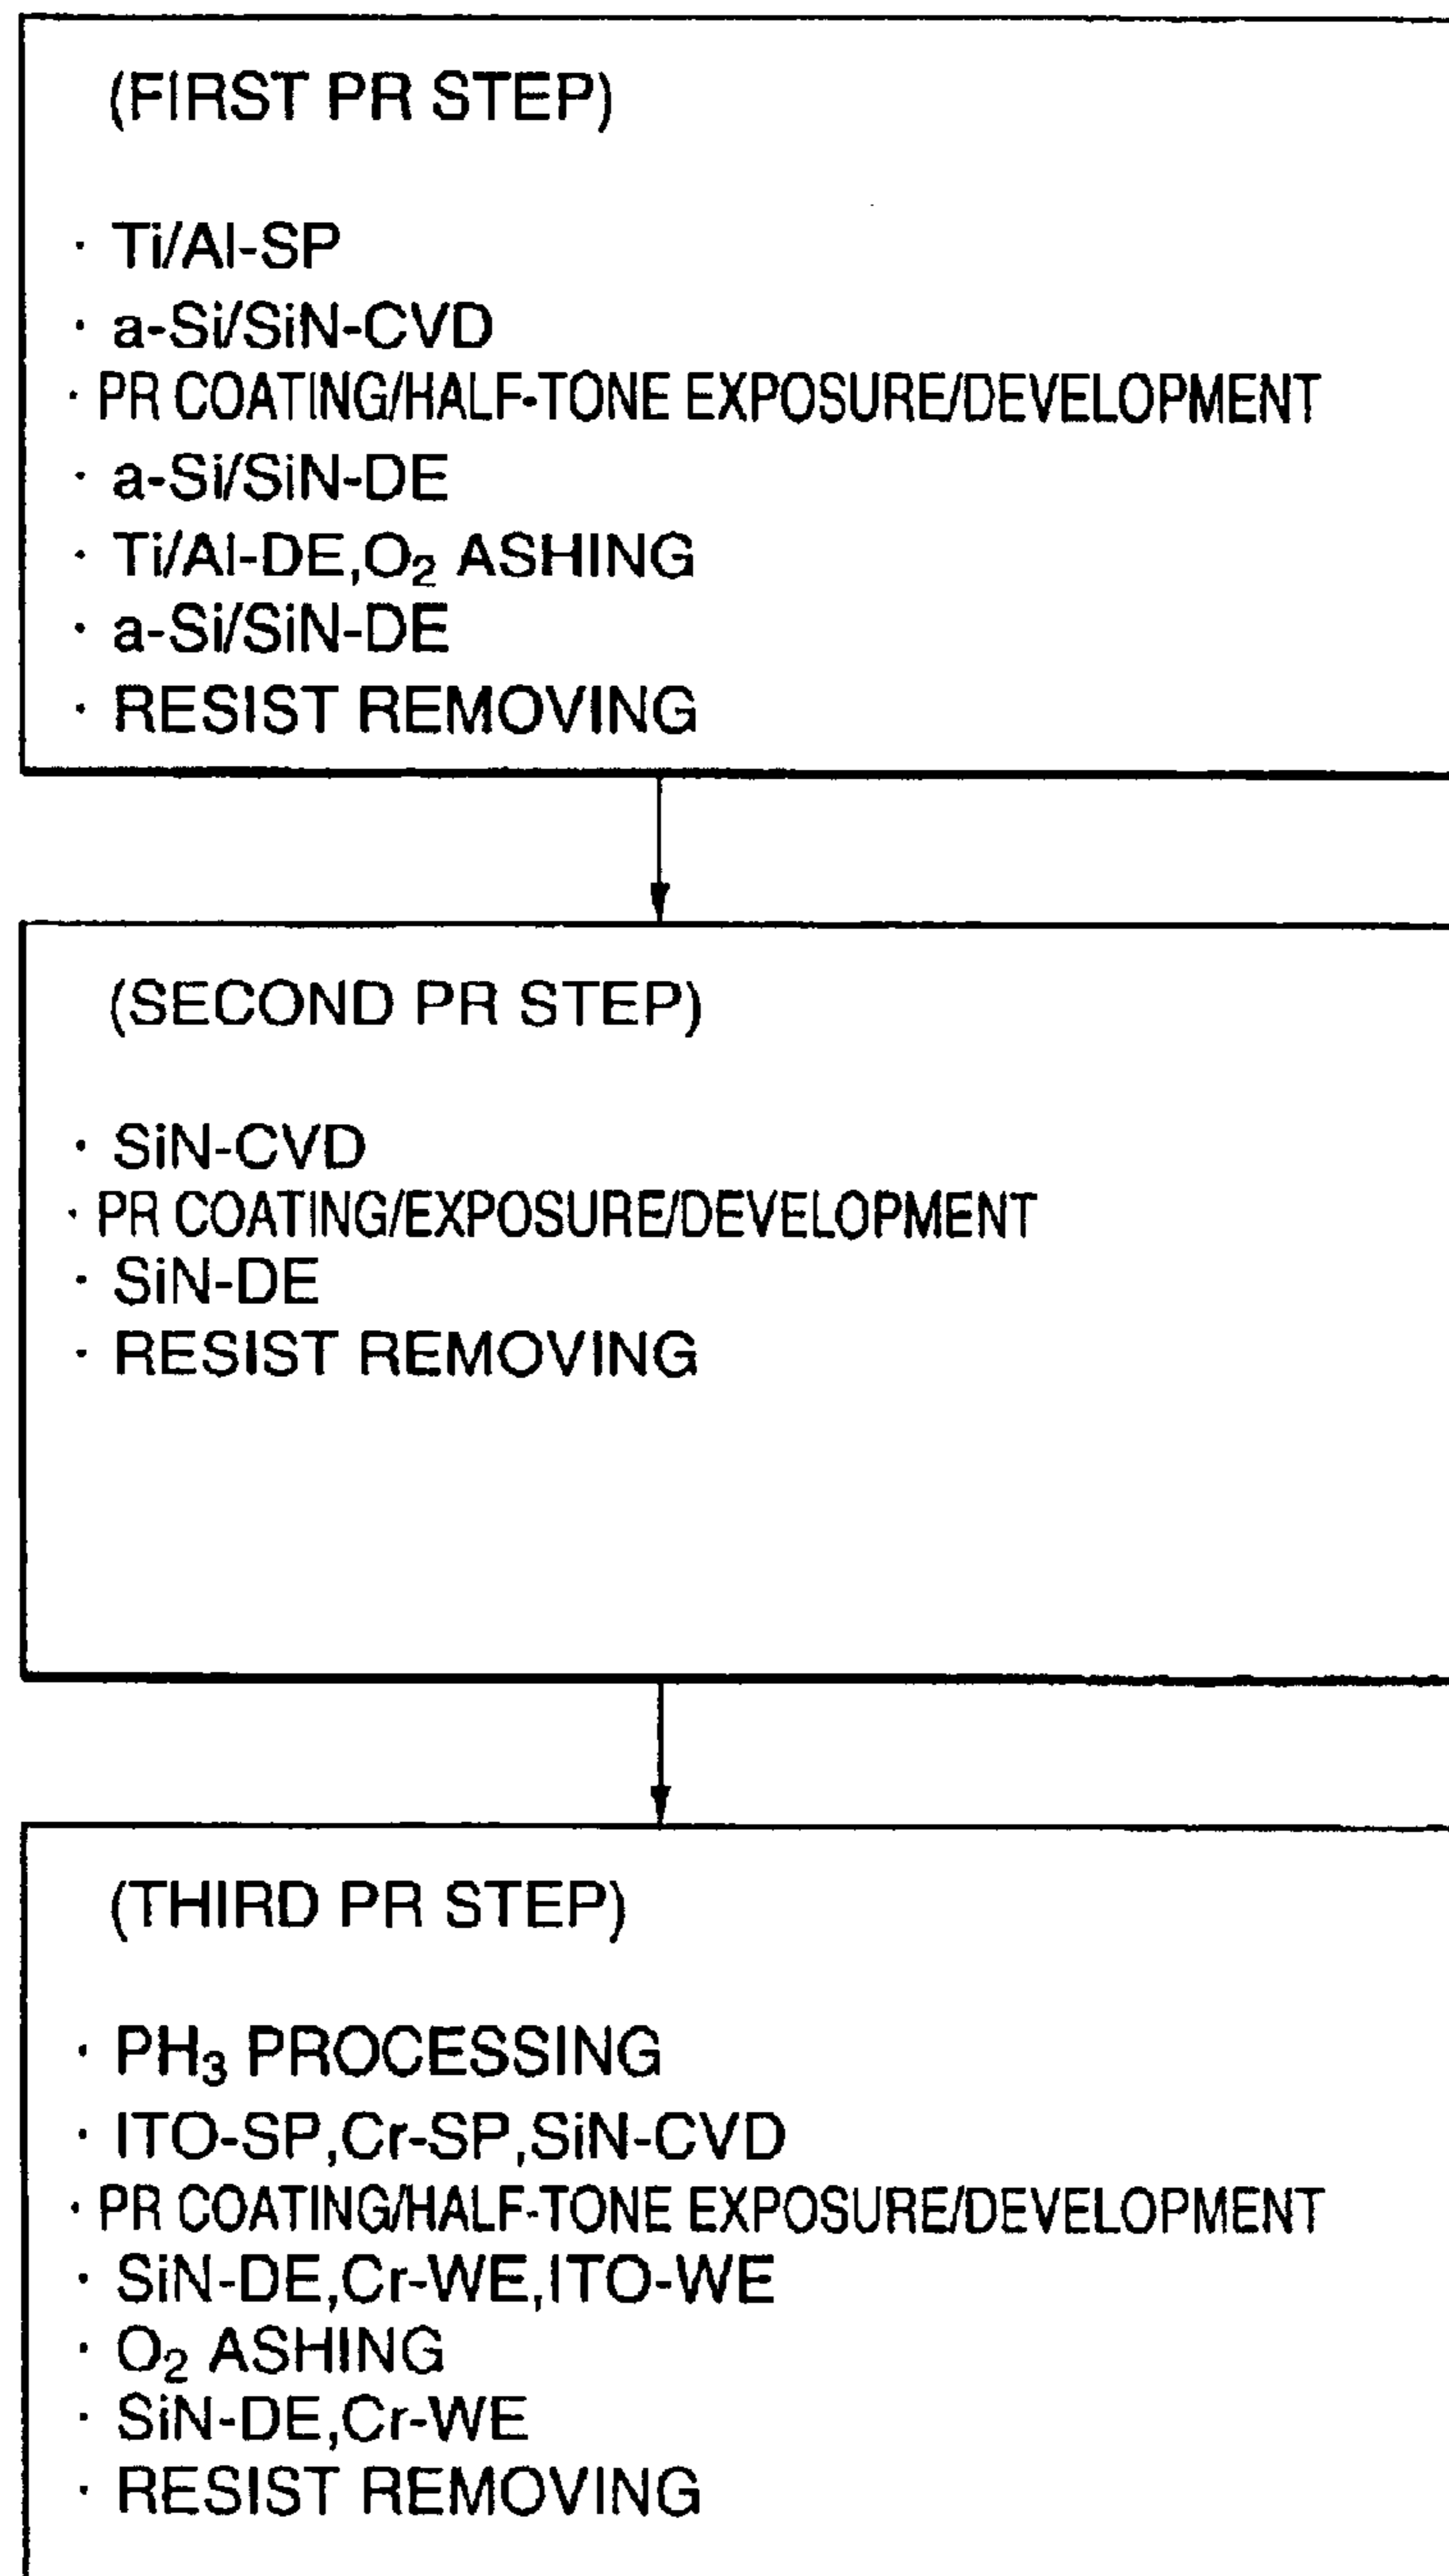 (FIRST PR STEP)
· Ti/Al-SP
· a-Si/SiN-CVD
· PR COATING/HALF-TONE EXPOSURE/DEVELOPMENT
· a-Si/SiN-DE
· Ti/Al-DE,O₂ ASHING
· a-Si/SiN-DE
· RESIST REMOVING
(SECOND PR STEP)
· SiN-CVD
· PR COATING/EXPOSURE/DEVELOPMENT
· SiN-DE
· RESIST REMOVING
(THIRD PR STEP)
· PH₃ PROCESSING
· ITO-SP,Cr-SP,SiN-CVD
· PR COATING/HALF-TONE EXPOSURE/DEVELOPMENT
· SiN-DE,Cr-WE,ITO-WE
· O₂ ASHING
· SiN-DE,Cr-WE
· RESIST REMOVING